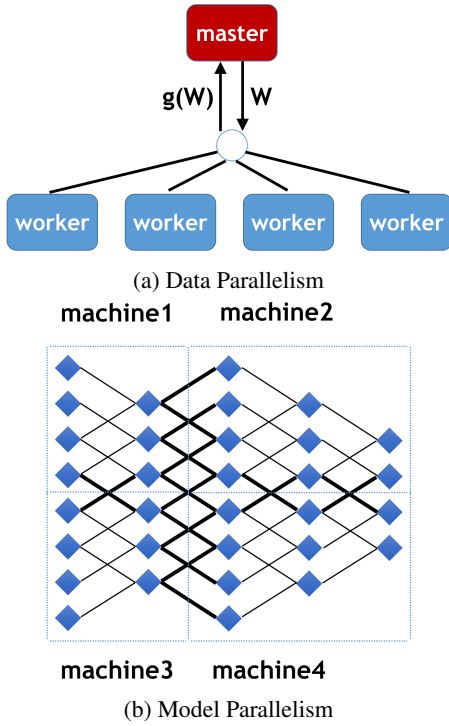 master
g(W) W
worker worker worker worker
(a) Data Parallelism
machine1 machine2
machine3 machine4
(b) Model Parallelism